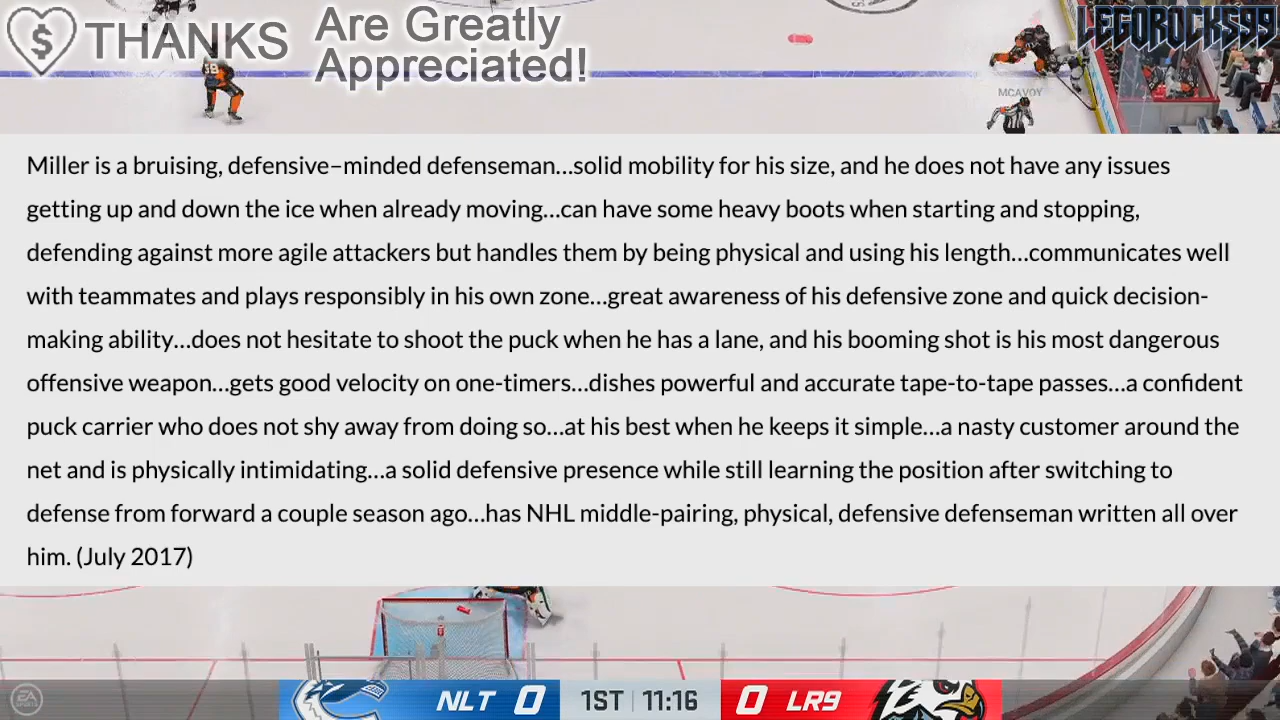 $ THANKS Are Greatly
Appreciated!
LEGOROCKS99
58
MCAVOY
Miller is a bruising, defensive–minded defenseman...solid mobility for his size, and he does not have any issues
getting up and down the ice when already moving...can have some heavy boots when starting and stopping,
defending against more agile attackers but handles them by being physical and using his length...communicates well
with teammates and plays responsibly in his own zone...great awareness of his defensive zone and quick decision-
making ability...does not hesitate to shoot the puck when he has a lane, and his booming shot is his most dangerous
offensive weapon...gets good velocity on one-timers...dishes powerful and accurate tape-to-tape passes...a confident
puck carrier who does not shy away from doing so...at his best when he keeps it simple...a nasty customer around the
net and is physically intimidating...a solid defensive presence while still learning the position after switching to
defense from forward a couple season ago...has NHL middle-pairing, physical, defensive defenseman written all over
him. (July 2017)
EA SPORTS NLT 0 1ST 11:16 0 LR9